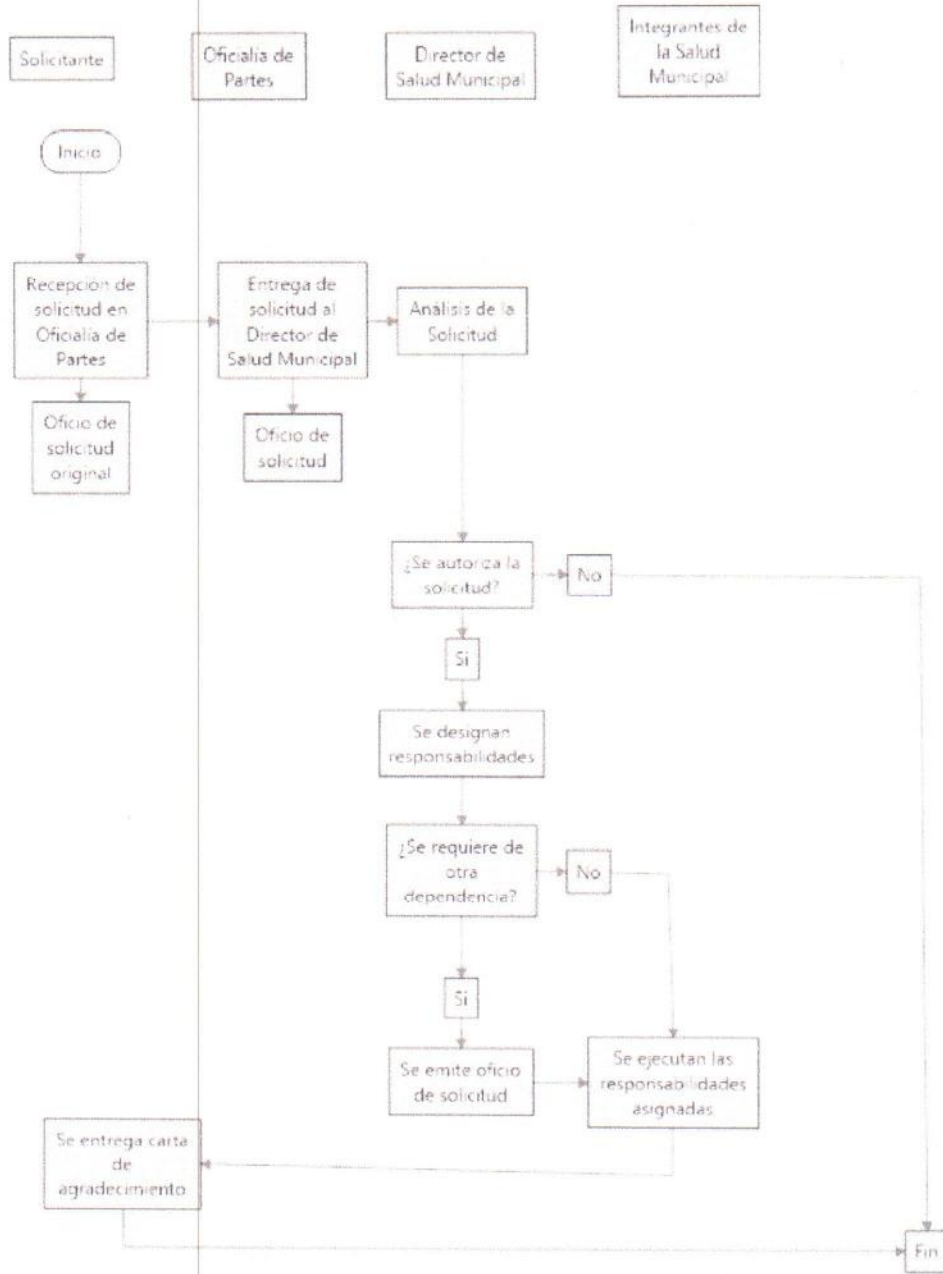 Solicitante
Oficialía de
Partes
Director de
Salud Municipal
Integrantes de
la Salud
Municipal
Inicio
Recepción de
solicitud en
Oficialía de
Partes
Entrega de
solicitud al
Director de
Salud Municipal
Análisis de la
Solicitud
Oficio de
solicitud
original
Oficio de
solicitud
¿Se autoriza la
solicitud?
No
Si
Se designan
responsabilidades
¿Se requiere de
otra
dependencia?
No
Si
Se emite oficio
de solicitud
Se ejecutan las
responsabilidades
asignadas
Se entrega carta
de
agradecimiento
Fin